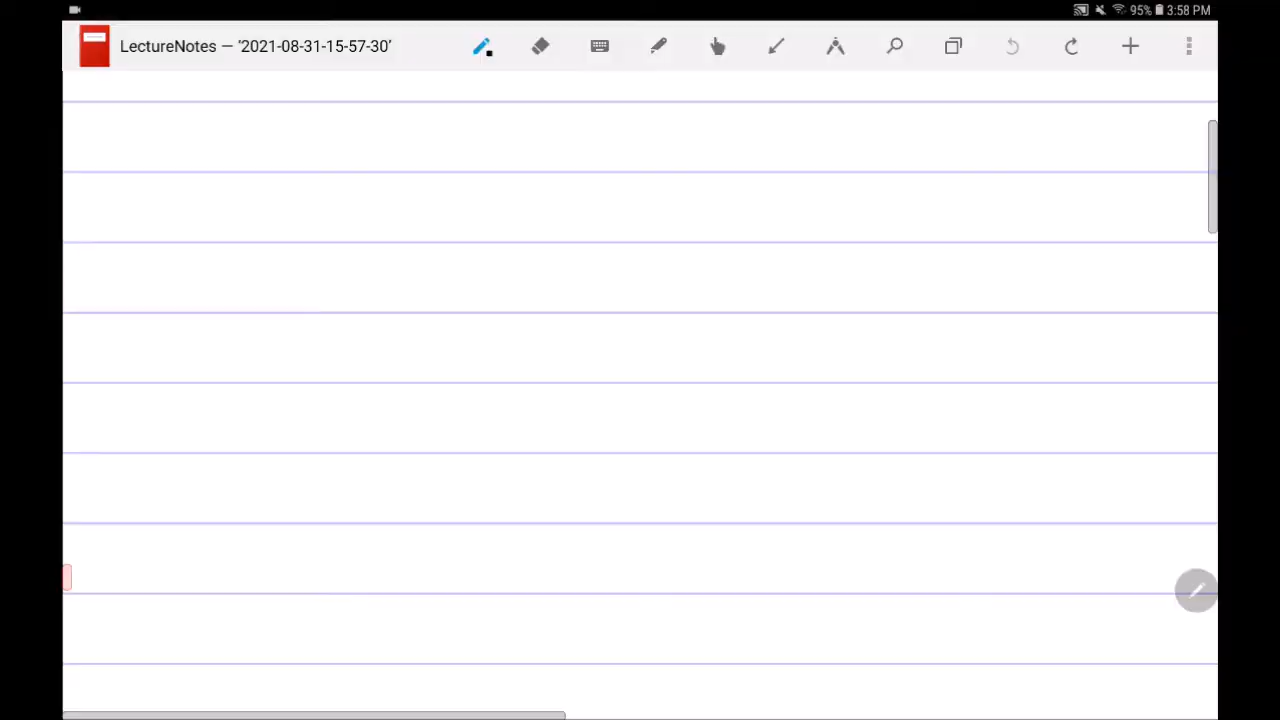 95% 3:58 PM
LectureNotes — '2021-08-31-15-57-30'